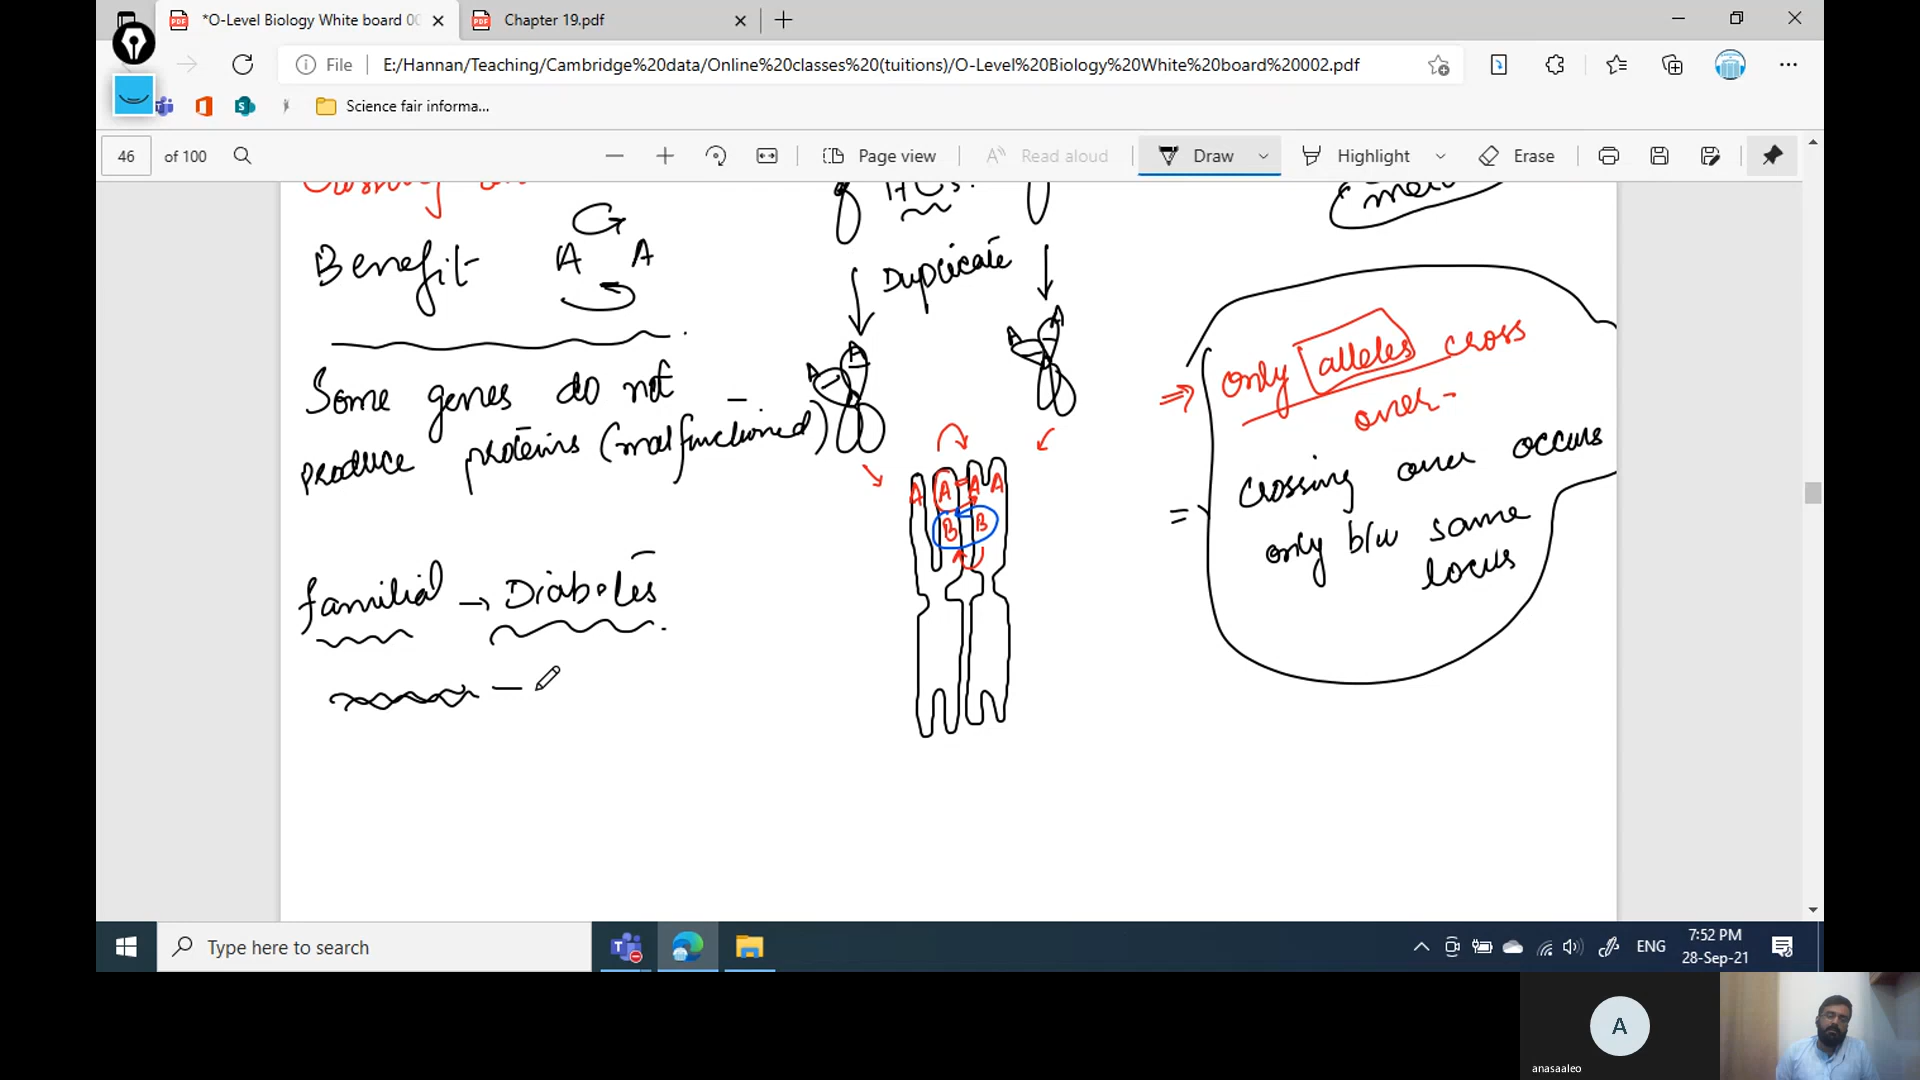 *O-Level Biology White board 00
Chapter 19.pdf
File
E:/Hannan/Teaching/Cambridge%20data/Online%20classes%20(tuitions)/O-Level%20Biology%20White%20board%20002.pdf
Science fair informa...
46
of 100
Page view
Read aloud
Draw
Highlight
Erase
HCs.
Benefit
A A
Duplicate
A A
A A
only alleles cross
over
Some genes do not
produce proteins (malfunctioned)
crossing over occurs
only b/w same
locus
A A A A
B B
familial → Diabetes
Type here to search
ENG
7:52 PM
28-Sep-21
A
anasaaleo